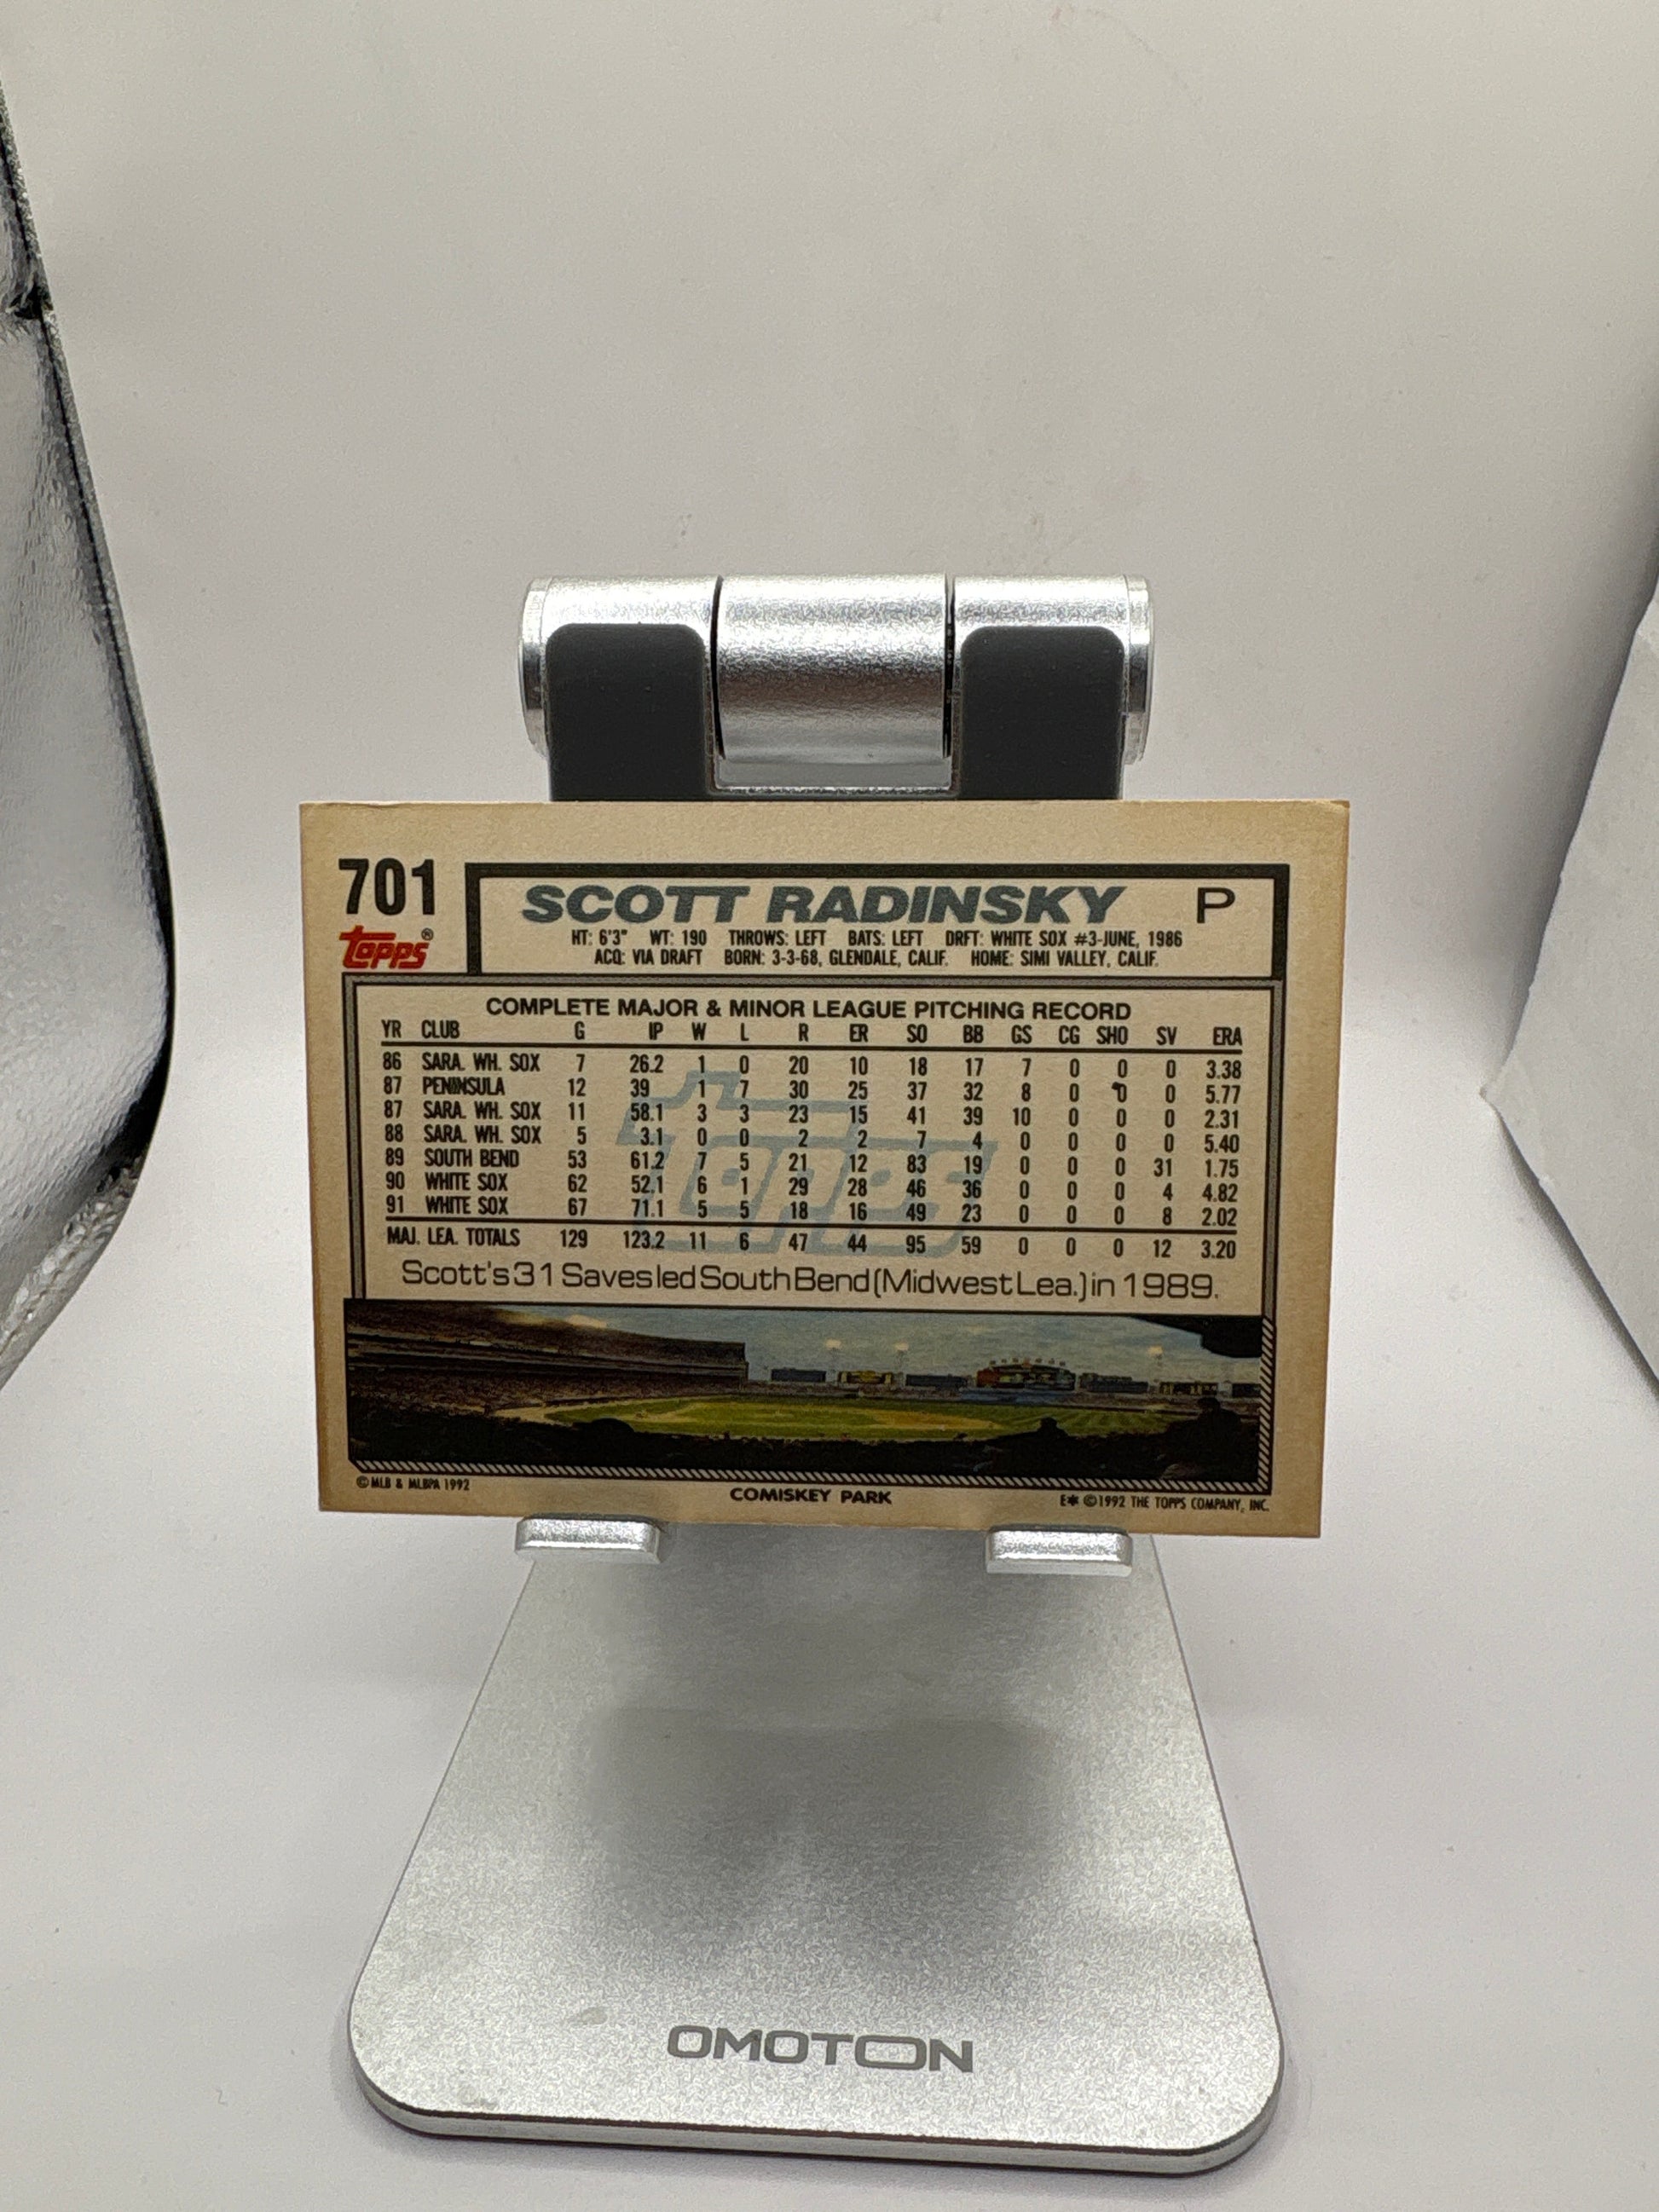 701
topps®
SCOTT RADINSKY P
HT: 6'3" WT: 190 THROWS: LEFT BATS: LEFT DRFT: WHITE SOX #3-JUNE, 1986
ACQ: VIA DRAFT BORN: 3-3-68, GLENDALE, CALIF. HOME: SIMI VALLEY, CALIF.
COMPLETE MAJOR & MINOR LEAGUE PITCHING RECORD
YR CLUB G IP W L R ER SO BB GS CG SHO SV ERA
86 SARA. WH. SOX 7 26.2 1 0 20 10 18 17 7 0 0 0 3.38
87 PENINSULA 12 39 1 7 30 25 37 32 8 0 0 0 5.77
87 SARA. WH. SOX 11 58.1 3 3 23 15 41 39 10 0 0 0 2.31
88 SARA. WH. SOX 5 3.1 0 0 2 2 7 4 0 0 0 0 5.40
89 SOUTH BEND 53 61.2 7 5 21 12 83 19 0 0 0 31 1.75
90 WHITE SOX 62 52.1 6 1 29 28 46 36 0 0 0 4 4.82
91 WHITE SOX 67 71.1 5 5 18 16 49 23 0 0 0 8 2.02
MAJ. LEA. TOTALS 129 123.2 11 6 47 44 95 59 0 0 0 12 3.20
topps
Scott's 31 Saves led South Bend (Midwest Lea.) in 1989.
© MLB & MLBPA 1992
COMISKEY PARK
E* © 1992 THE TOPPS COMPANY, INC.
OMOTON